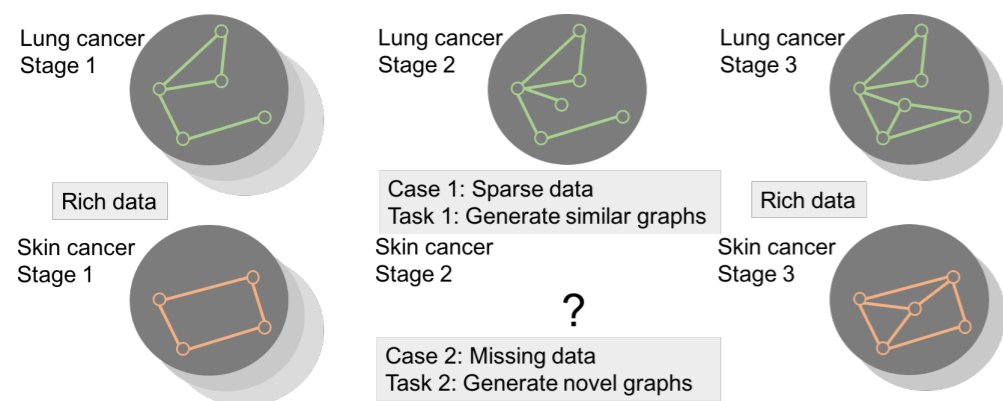 Lung cancer
Stage 1
Lung cancer
Stage 2
Lung cancer
Stage 3
Rich data
Case 1: Sparse data
Task 1: Generate similar graphs
Rich data
Skin cancer
Stage 1
Skin cancer
Stage 2
Skin cancer
Stage 3
?
Case 2: Missing data
Task 2: Generate novel graphs